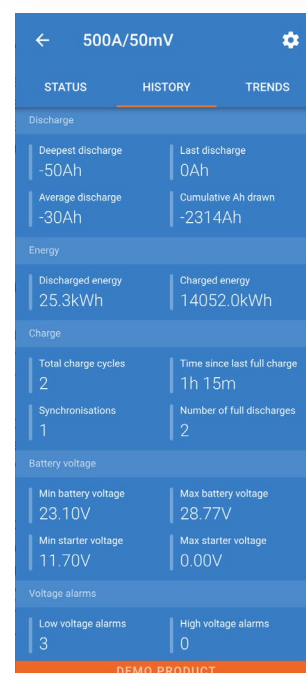 500A/50mV
STATUS HISTORY TRENDS
Discharge
Deepest discharge Last discharge
-50Ah 0Ah
Average discharge Cumulative Ah drawn
-30Ah -2314Ah
Energy
Discharged energy Charged energy
25.3kWh 14052.0kWh
Charge
Total charge cycles Time since last full charge
2 1h 15m
Synchronisations Number of full discharges
1 2
Battery voltage
Min battery voltage Max battery voltage
23.10V 28.77V
Min starter voltage Max starter voltage
11.70V 0.00V
Voltage alarms
Low voltage alarms High voltage alarms
3 0
DEMO PRODUCT